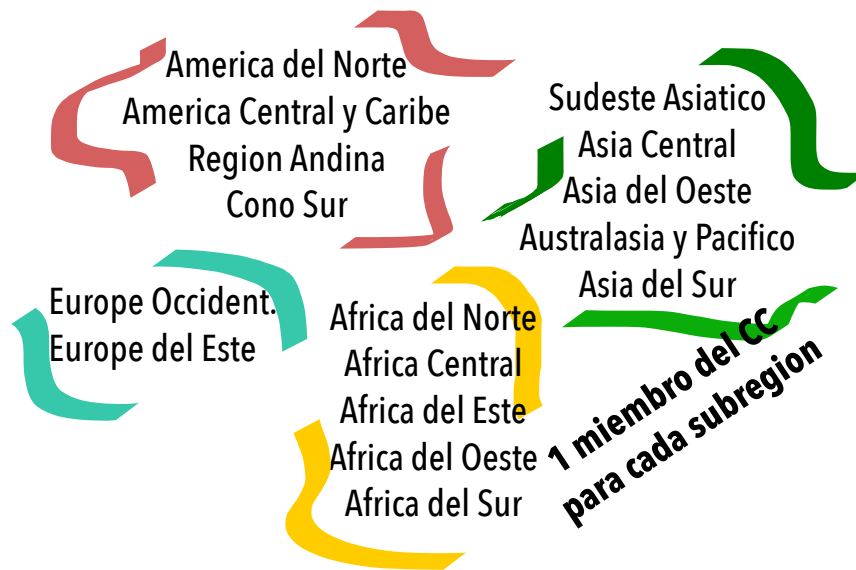 America del Norte
America Central y Caribe
Region Andina
Cono Sur
Sudeste Asiatico
Asia Central
Asia del Oeste
Australasia y Pacifico
Asia del Sur
Europe Occident.
Europe del Este
Africa del Norte
Africa Central
Africa del Este
Africa del Oeste
Africa del Sur
1 miembro del CC
para cada subregion